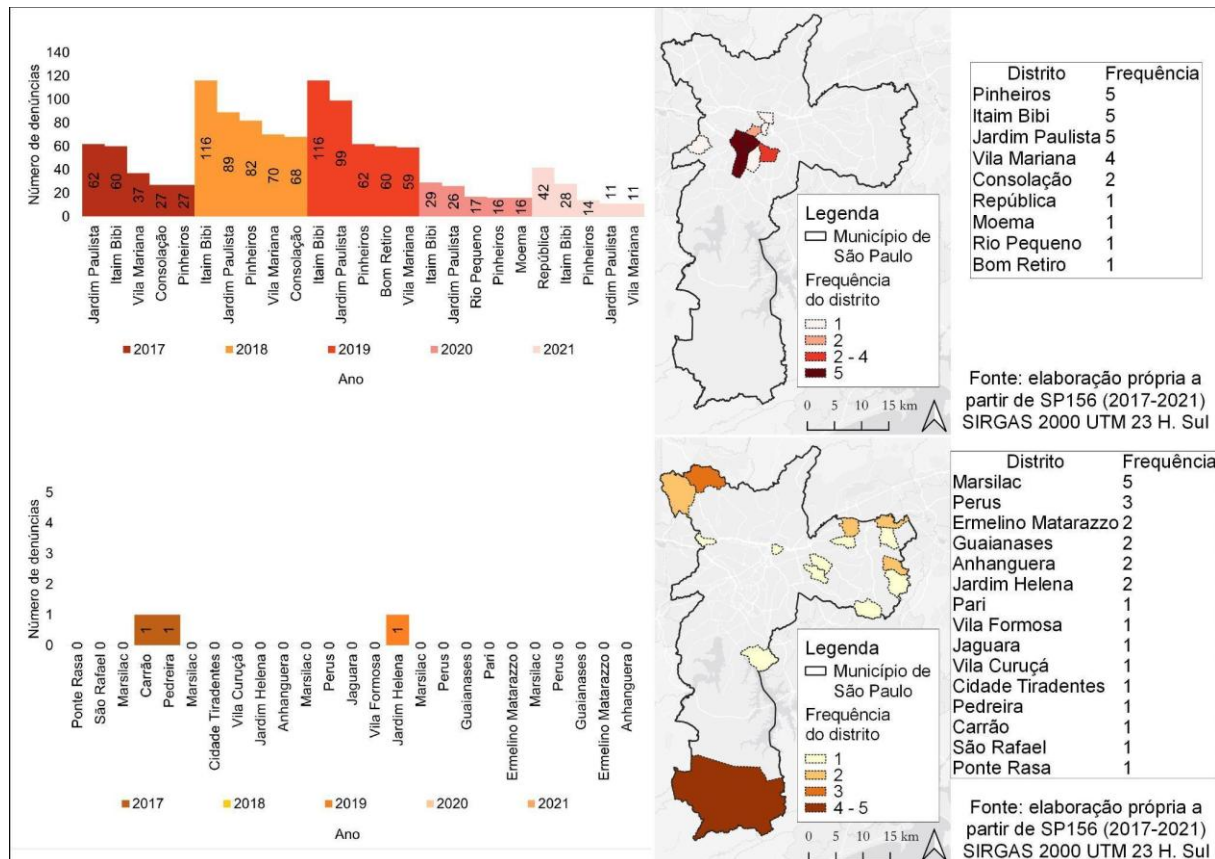 Número de denúncias
140
120
100
80
60
40
20
0
62
60
37
27
27
116
89
82
70
68
116
99
62
60
59
29
26
17
16
16
42
28
14
11
11
Jardim Paulista
Itaim Bibi
Vila Mariana
Consolação
Pinheiros
Itaim Bibi
Jardim Paulista
Pinheiros
Vila Mariana
Consolação
Itaim Bibi
Jardim Paulista
Pinheiros
Bom Retiro
Vila Mariana
Itaim Bibi
Jardim Paulista
Rio Pequeno
Pinheiros
Moema
República
Itaim Bibi
Pinheiros
Jardim Paulista
Vila Mariana
2017 2018 2019 2020 2021
Ano
Legenda
Município de
São Paulo
Frequência
do distrito
1
2
2 - 4
5
0 5 10 15 km
Distrito Frequência
Pinheiros 5
Itaim Bibi 5
Jardim Paulista 5
Vila Mariana 4
Consolação 2
República 1
Moema 1
Rio Pequeno 1
Bom Retiro 1
Fonte: elaboração própria a
partir de SP156 (2017-2021)
SIRGAS 2000 UTM 23 H. Sul
Número de denúncias
5
4
3
2
1
0
Ponte Rasa 0
São Rafael 0
Marsilac 0
Carrão 1
Pedreira 1
Marsilac 0
Cidade Tiradentes 0
Vila Curuçá 0
Jardim Helena 0
Anhanguera 0
Marsilac 0
Perus 0
Jaguara 0
Vila Formosa 0
Jardim Helena 1
Marsilac 0
Perus 0
Guaianases 0
Pari 0
Ermelino Matarazzo 0
Marsilac 0
Perus 0
Guaianases 0
Ermelino Matarazzo 0
Anhanguera 0
2017 2018 2019 2020 2021
Ano
Legenda
Município de
São Paulo
Frequência
do distrito
1
2
3
4 - 5
0 5 10 15 km
Distrito Frequência
Marsilac 5
Perus 3
Ermelino Matarazzo 2
Guaianases 2
Anhanguera 2
Jardim Helena 2
Pari 1
Vila Formosa 1
Jaguara 1
Vila Curuçá 1
Cidade Tiradentes 1
Pedreira 1
Carrão 1
São Rafael 1
Ponte Rasa 1
Fonte: elaboração própria a
partir de SP156 (2017-2021)
SIRGAS 2000 UTM 23 H. Sul